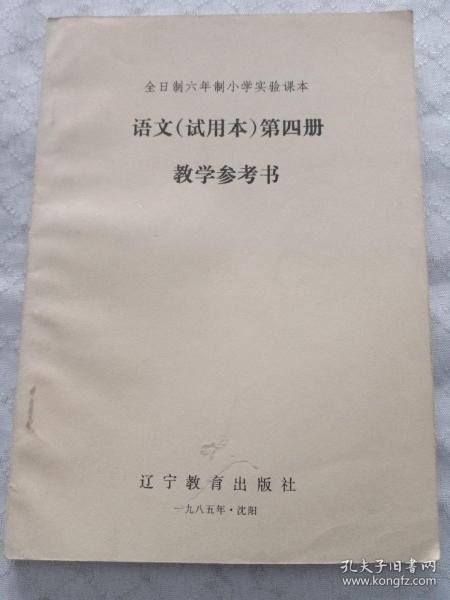 全日制六年制小学实验课本
语文(试用本)第四册
教学参考书
辽宁教育出版社
一九八五年·沈阳
孔夫子旧书网
www.kongfz.com